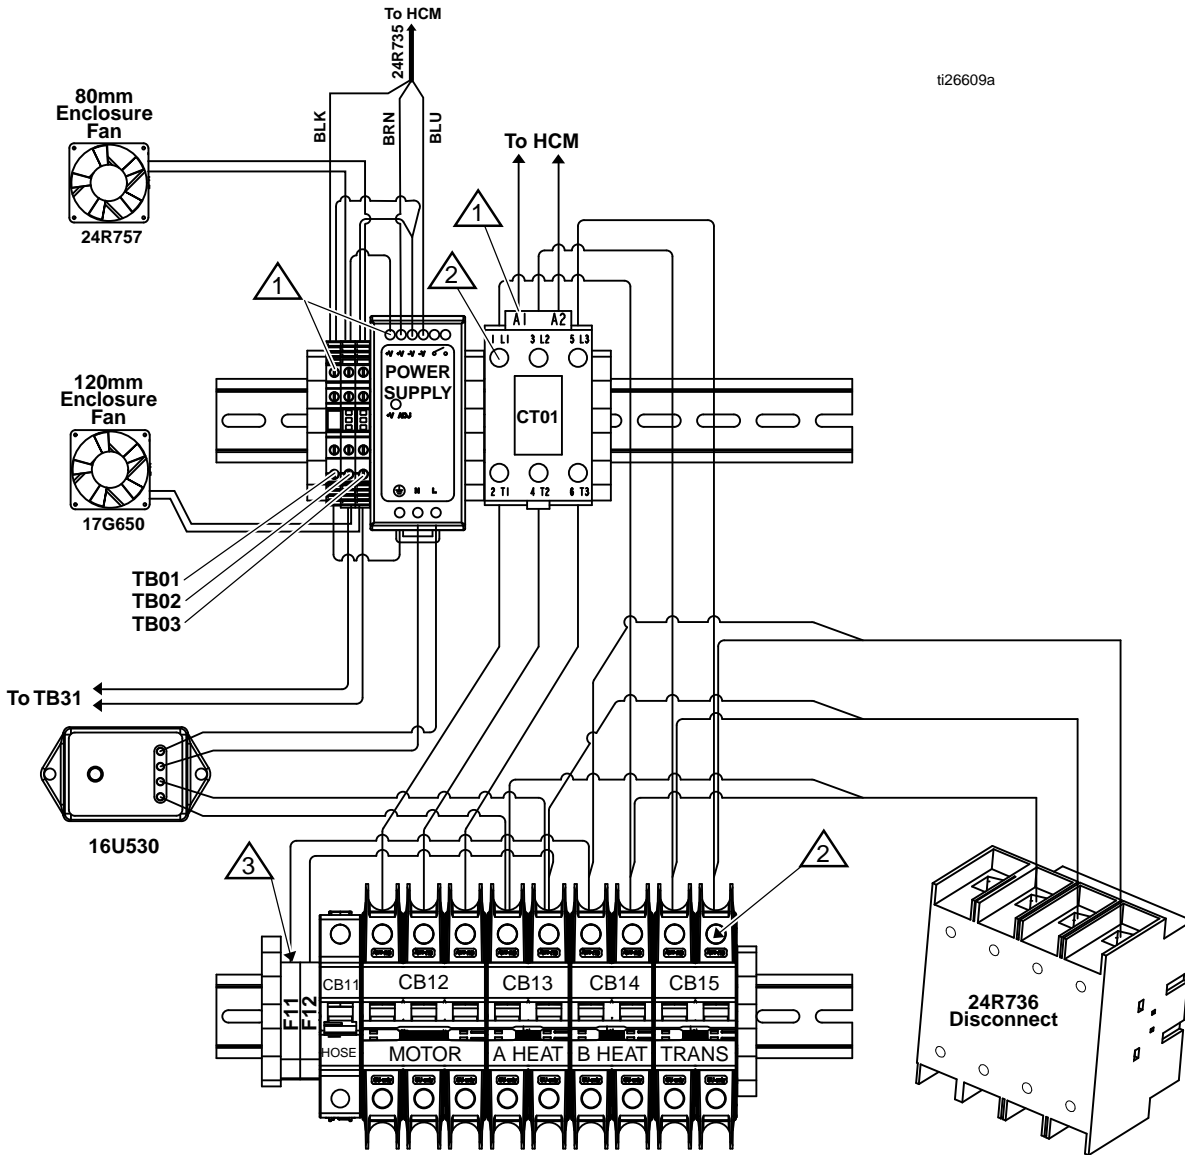 To HCM
24R735
ti26609a
80mm
Enclosure
Fan
BLK
BRN
BLU
To HCM
24R757
1
2
1
A1 A2
1 L1 3 L2 5 L3
+V +V -V -V
POWER
SUPPLY
+V ADJ
CT01
120mm
Enclosure
Fan
N L
2 T1 4 T2 6 T3
17G650
TB01
TB02
TB03
To TB31
16U530
3
2
F11
F12
CB11 CB12 CB13 CB14 CB15
HOSE MOTOR A HEAT B HEAT TRANS
24R736
Disconnect